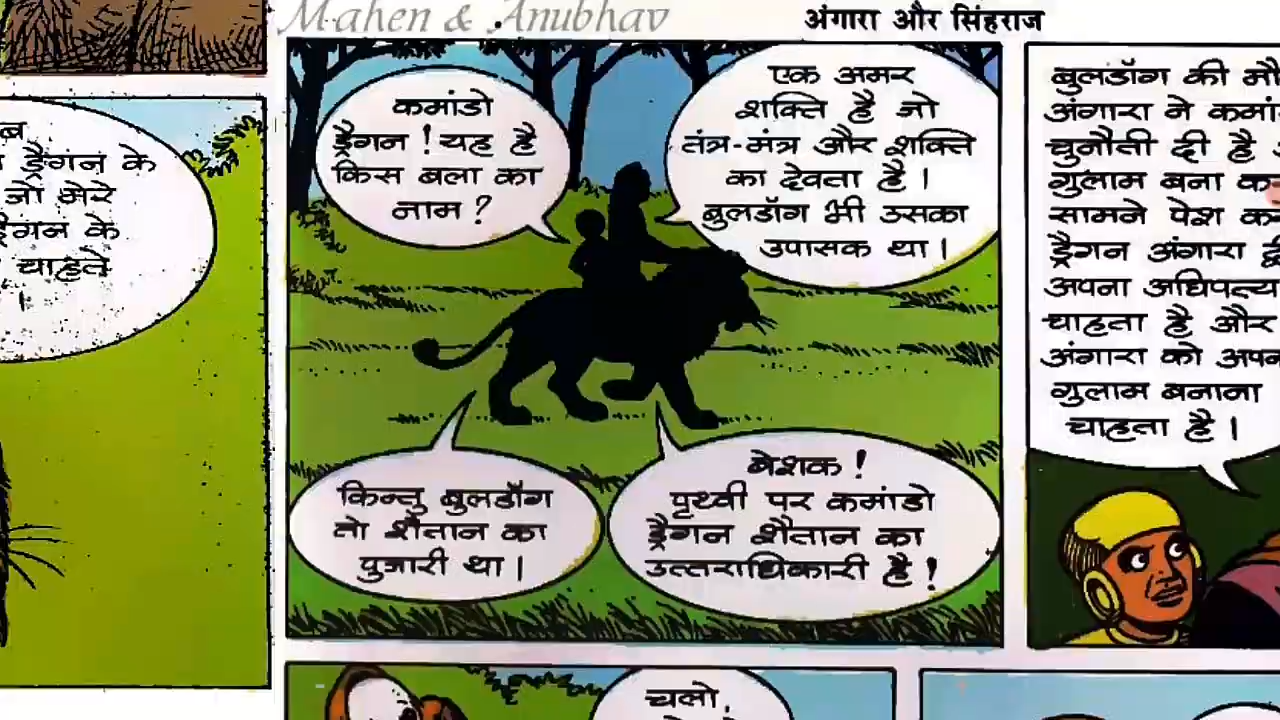 Mahen & Anubhav
अंगारा और सिंहराज
ड्रैगन के
जो मेरे
ड्रैगन के
चाहते
।
कमांडो
ड्रैगन ! यह है
किस बला का
नाम ?
एक अमर
शक्ति है जो
तंत्र-मंत्र और शक्ति
का देवता है ।
बुलडॉग भी उसका
उपासक था ।
किन्तु बुलडॉग
तो शैतान का
पुजारी था ।
बेशक !
पृथ्वी पर कमांडो
ड्रैगन शैतान का
उत्तराधिकारी है !
बुलडॉग की
अंगारा ने
चुनौती दी है
गुलाम बना
सामने पेश
ड्रैगन अंगारा
अपना अधिपत्य
चाहता है और
अंगारा को
गुलाम बनाना
चाहता है ।
चलो,